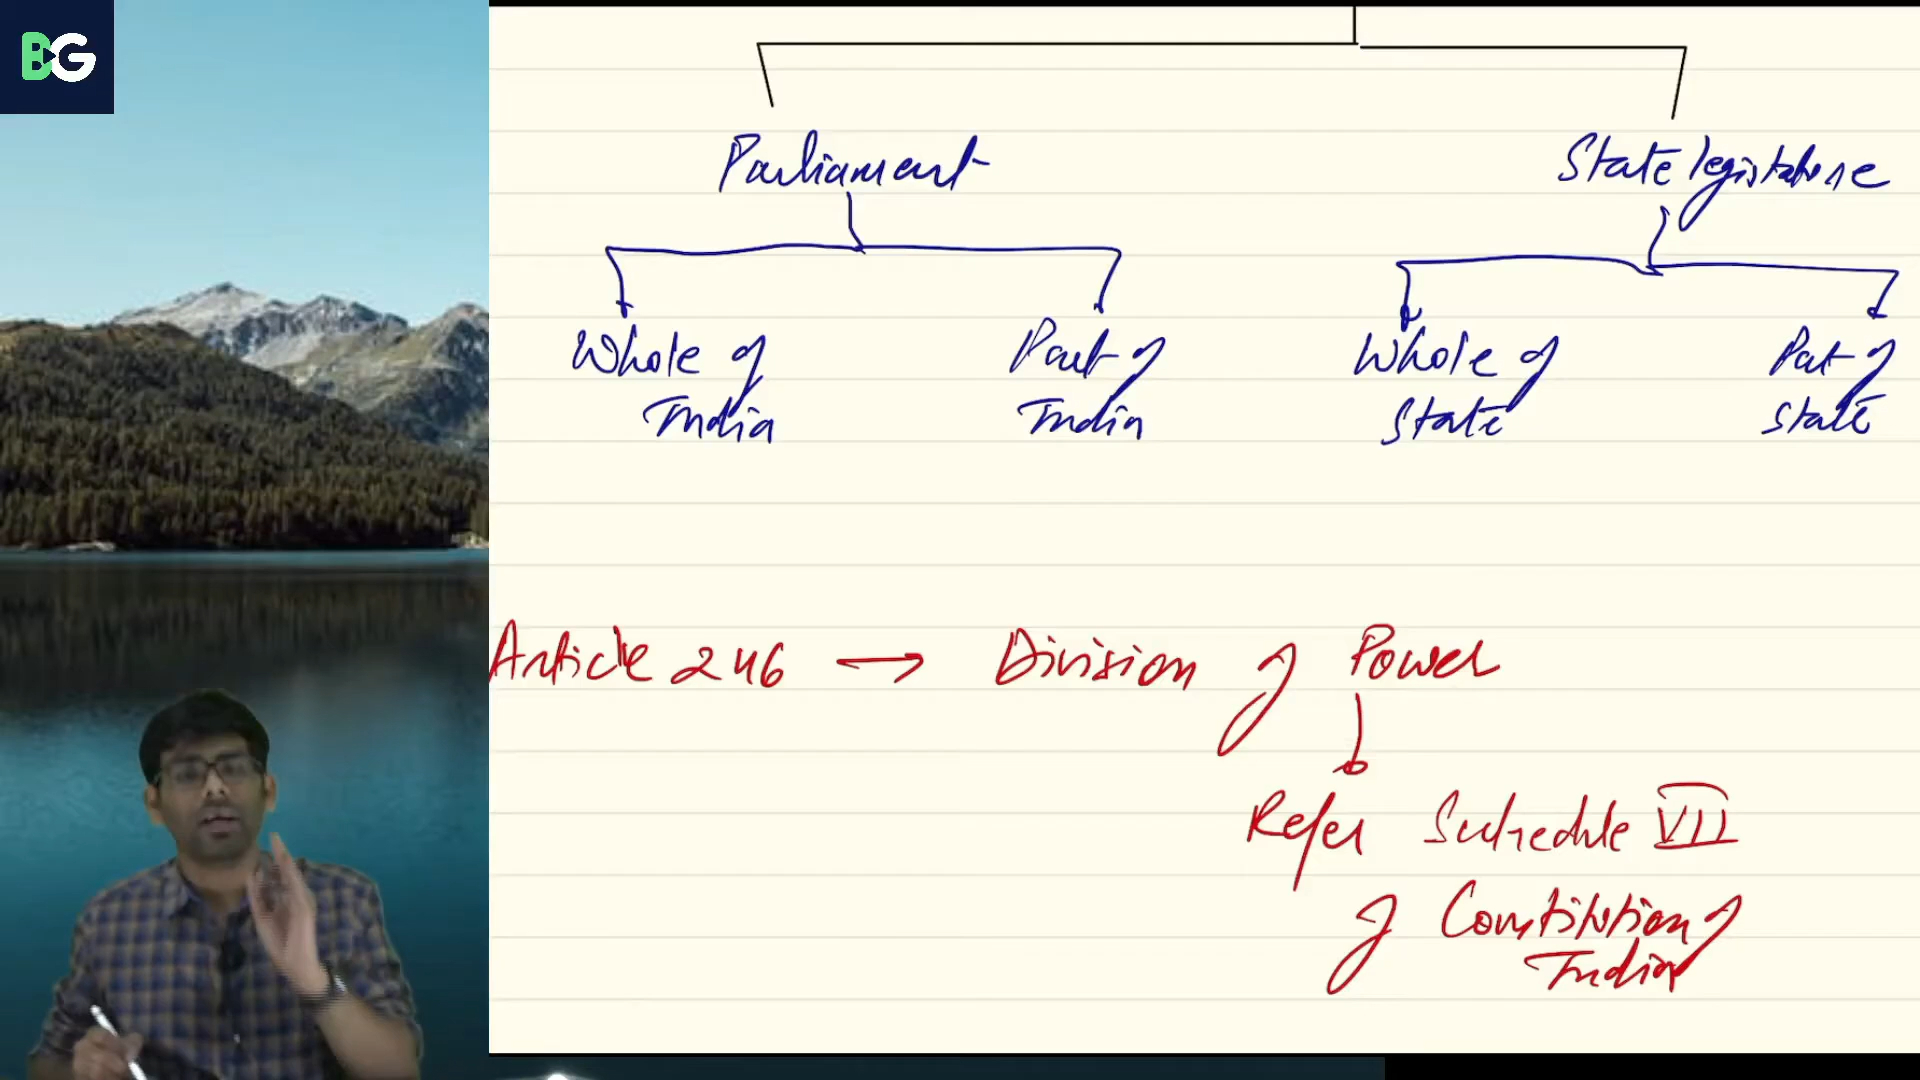 BG
Parliament
State legislature
Whole of
India
Part of
India
Whole of
State
Part of
State
Article 246 → Division of Power
Refer Schedule VII
of Constitution of
India